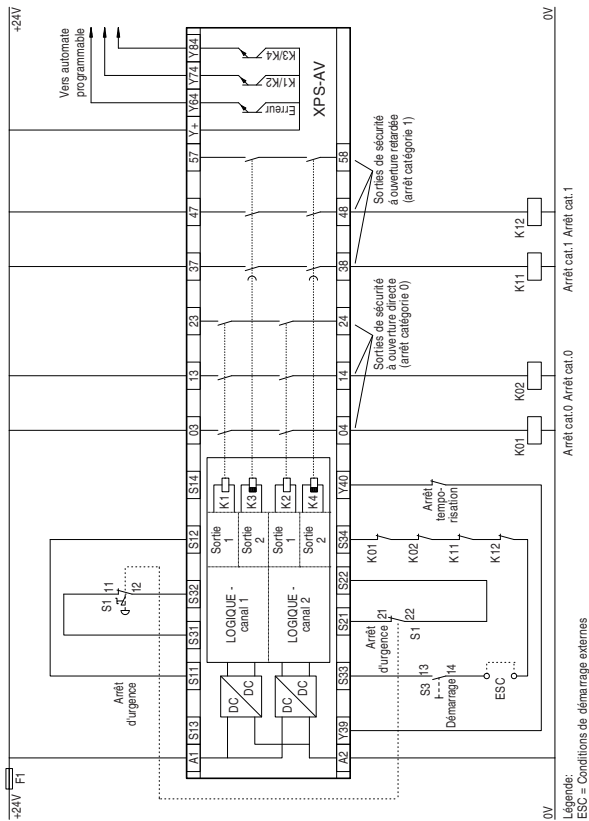 +24V
F1
+24V
Vers automate
programmable
A1
S13
S11
S31
S32
S12
S14
03
13
23
37
47
57
Y+
Y64
Y74
Y84
Arrêt
d'urgence
S1
11
12
DC
DC
DC
DC
LOGIQUE -
canal 1
LOGIQUE -
canal 2
Sortie
1
Sortie
2
Sortie
1
Sortie
2
K1
K3
K2
K4
Erreur
K1/K2
K3/K4
XPS-AV
A2
Y39
S33
S21
S22
S34
Y40
04
14
24
38
48
58
Arrêt
d'urgence
21
22
S1
S3
13
14
Démarrage
ESC
K01
K02
K11
K12
Arrêt
tempo-
risation
Sorties de sécurité
à ouverture directe
(arrêt catégorie 0)
Sorties de sécurité
á ouverture retardée
(arrêt catégorie 1)
K01
K02
K11
K12
0V
0V
Arrêt cat.0 Arrêt cat.0
Arrêt cat.1 Arrêt cat.1
Légende:
ESC = Conditions de démarrage externes